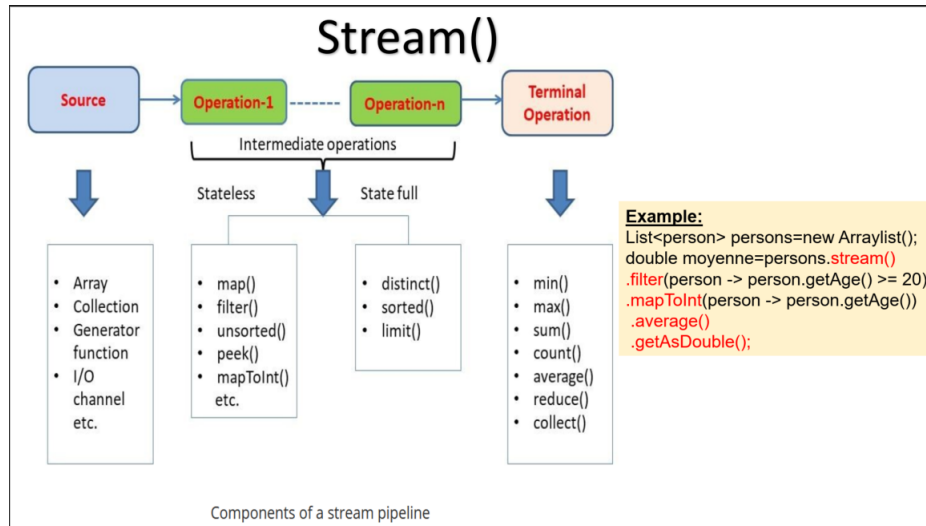 Stream()
Source
Operation-1
Operation-n
Terminal
Operation
Intermediate operations
Stateless
State full
• Array
• Collection
• Generator
function
• I/O
channel
etc.
• map()
• filter()
• unsorted()
• peek()
• mapToInt()
etc.
• distinct()
• sorted()
• limit()
• min()
• max()
• sum()
• count()
• average()
• reduce()
• collect()
Example:
List<person> persons=new Arraylist();
double moyenne=persons.stream()
.filter(person -> person.getAge() >= 20)
.mapToInt(person -> person.getAge())
.average()
.getAsDouble();
Components of a stream pipeline